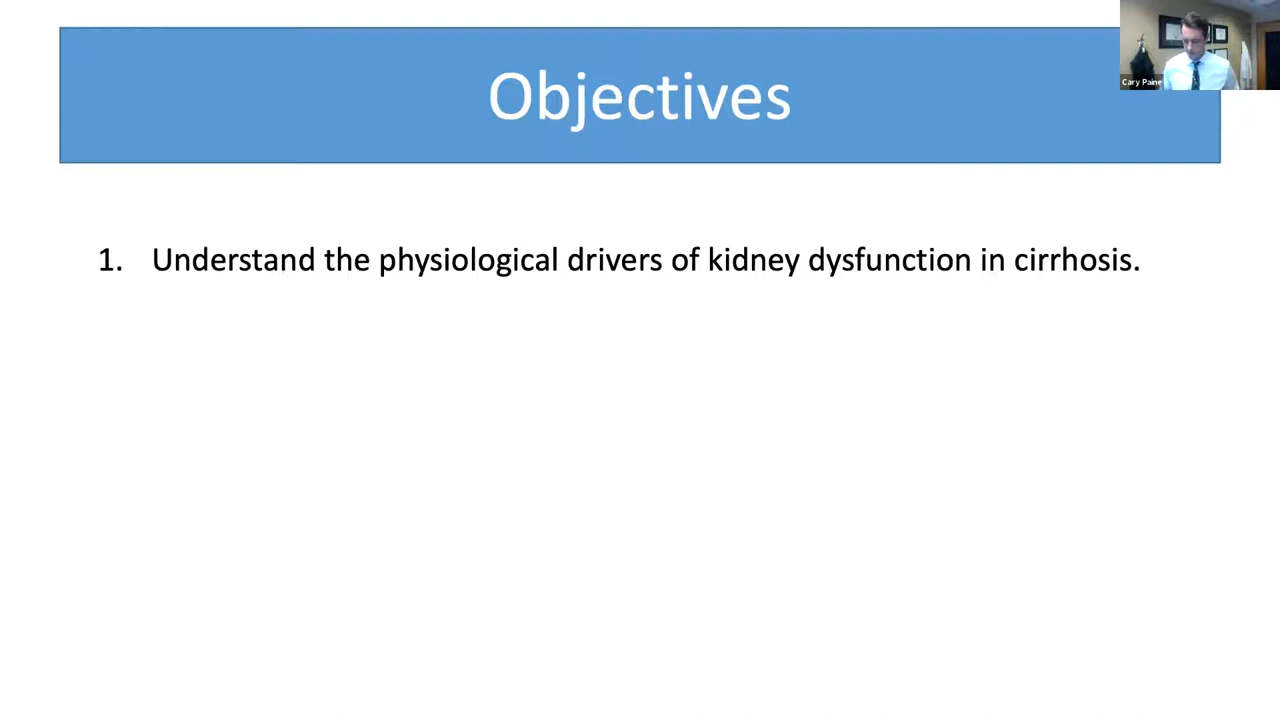 Objectives
Cary Paine
1. Understand the physiological drivers of kidney dysfunction in cirrhosis.